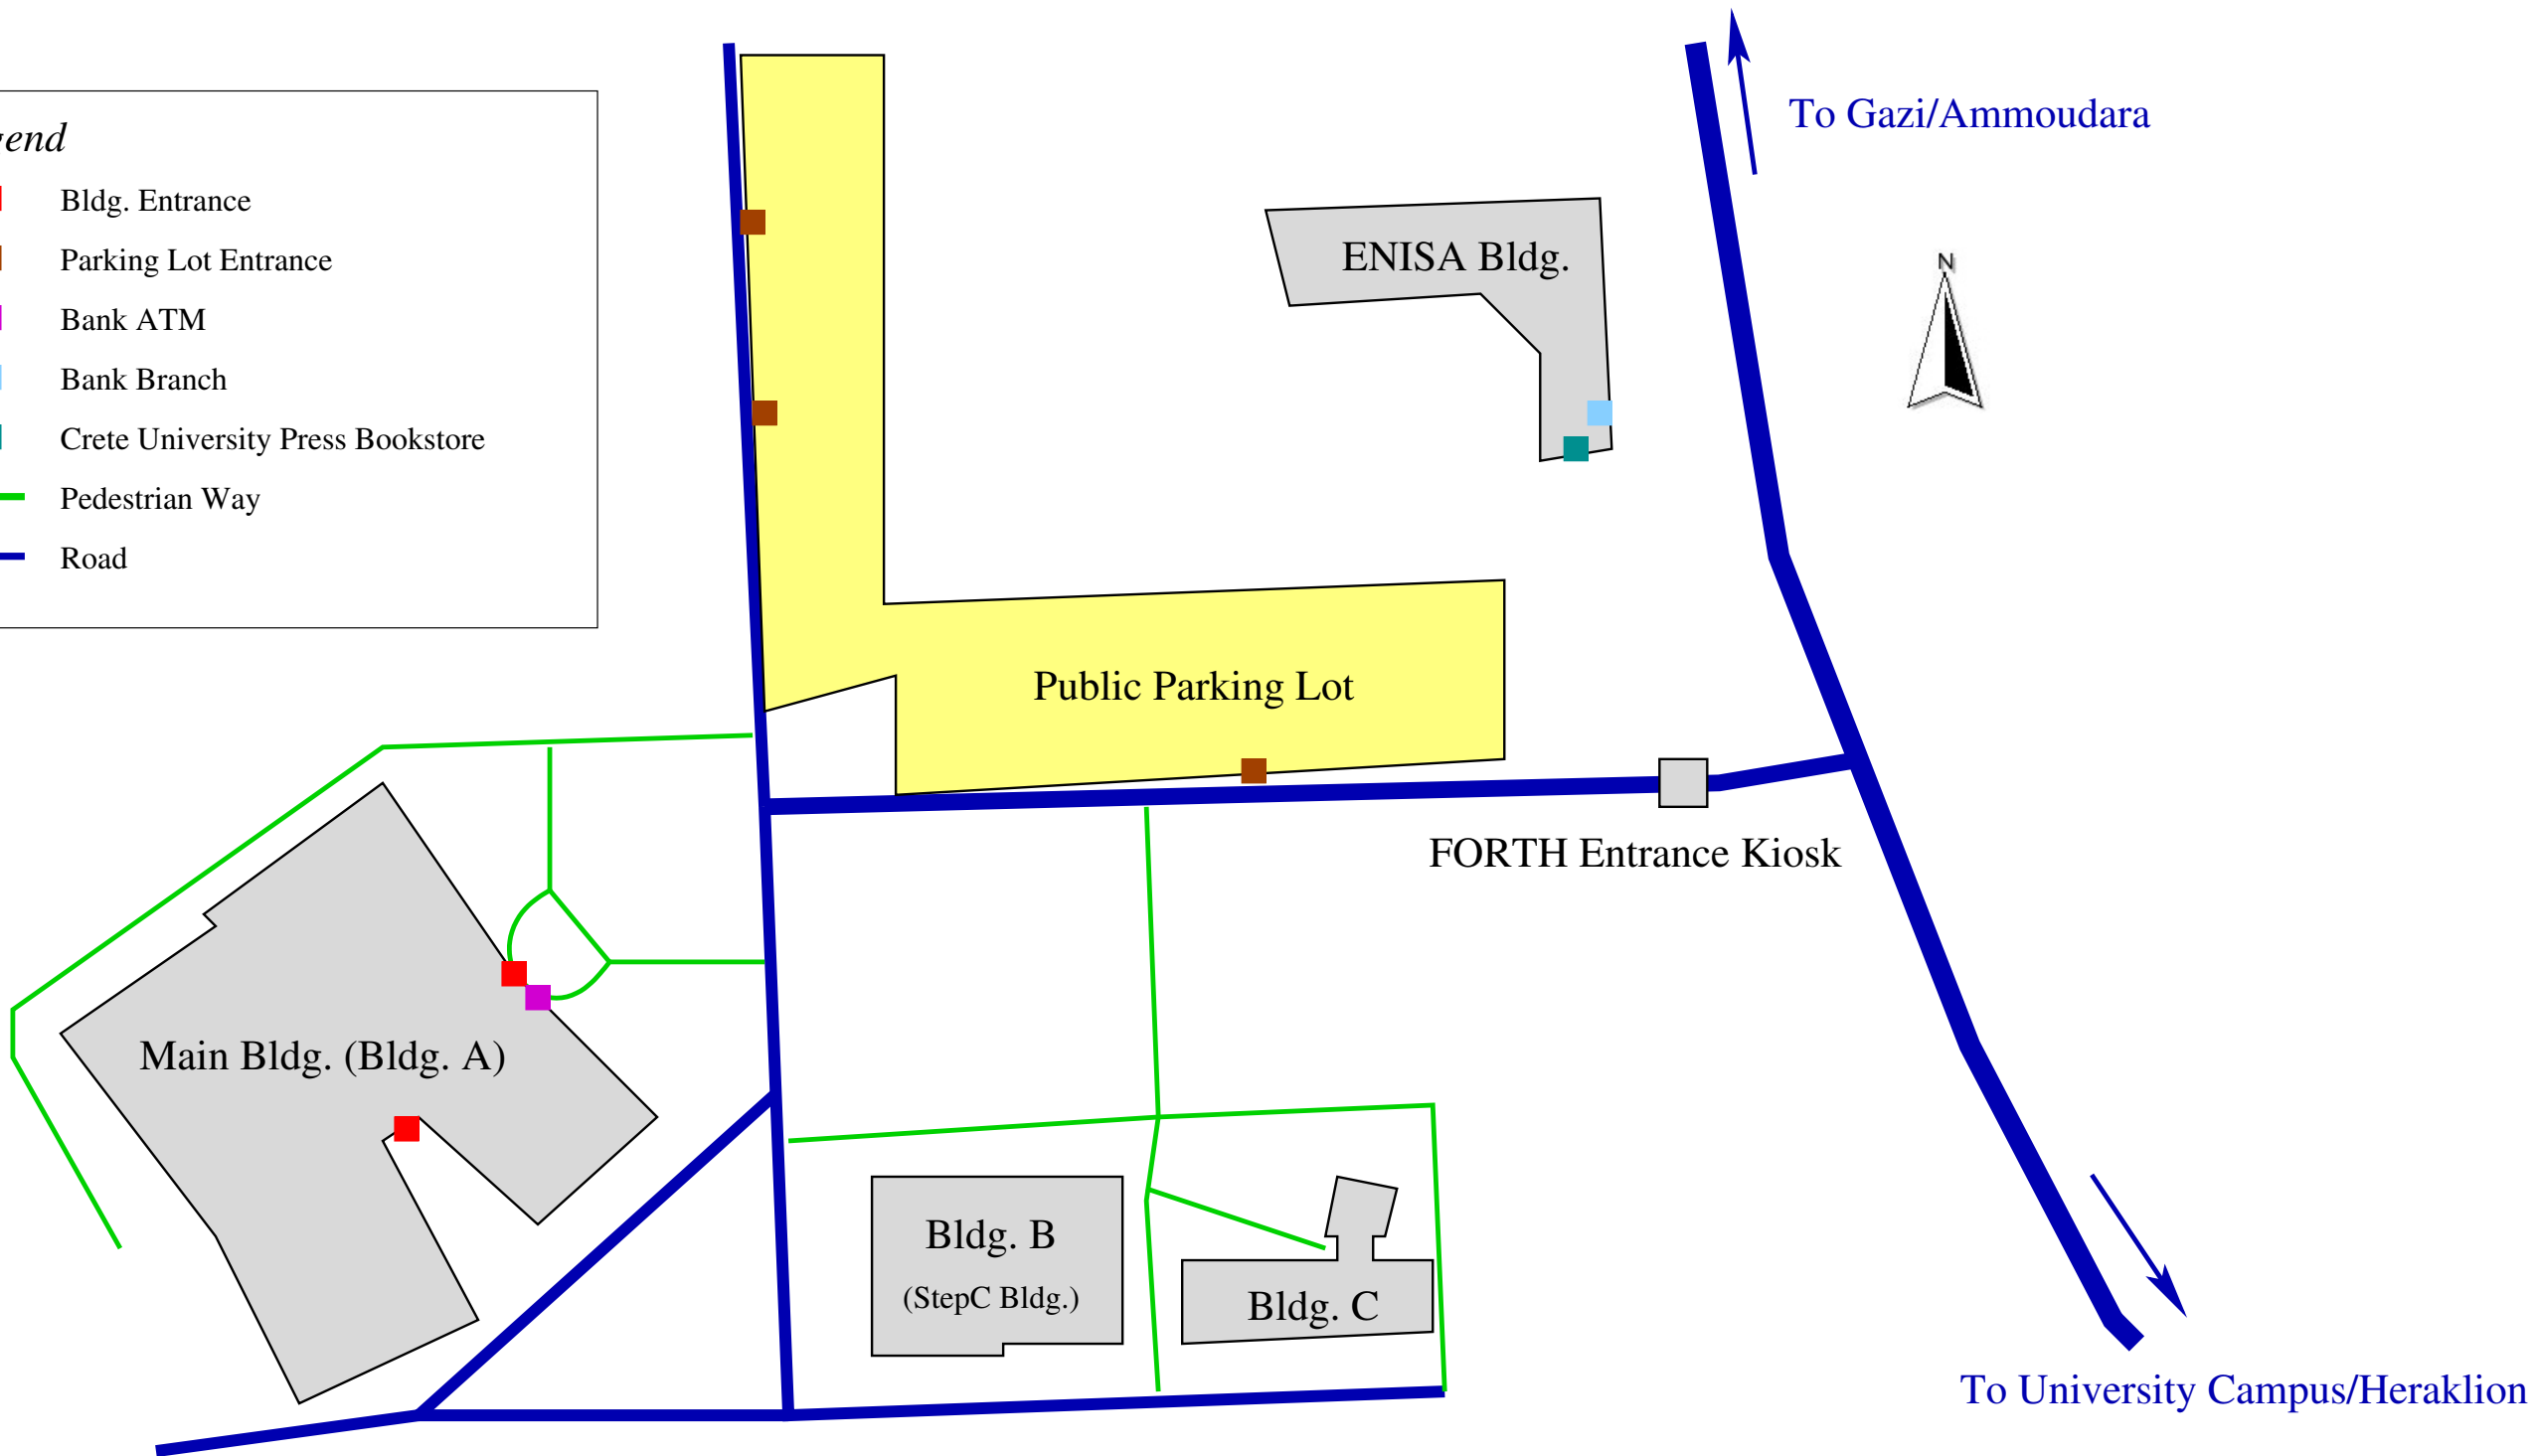 gend
Bldg. Entrance
Parking Lot Entrance
Bank ATM
Bank Branch
Crete University Press Bookstore
Pedestrian Way
Road
To Gazi/Ammoudara
ENISA Bldg.
N
Public Parking Lot
FORTH Entrance Kiosk
Main Bldg. (Bldg. A)
Bldg. B
(StepC Bldg.)
Bldg. C
To University Campus/Heraklion